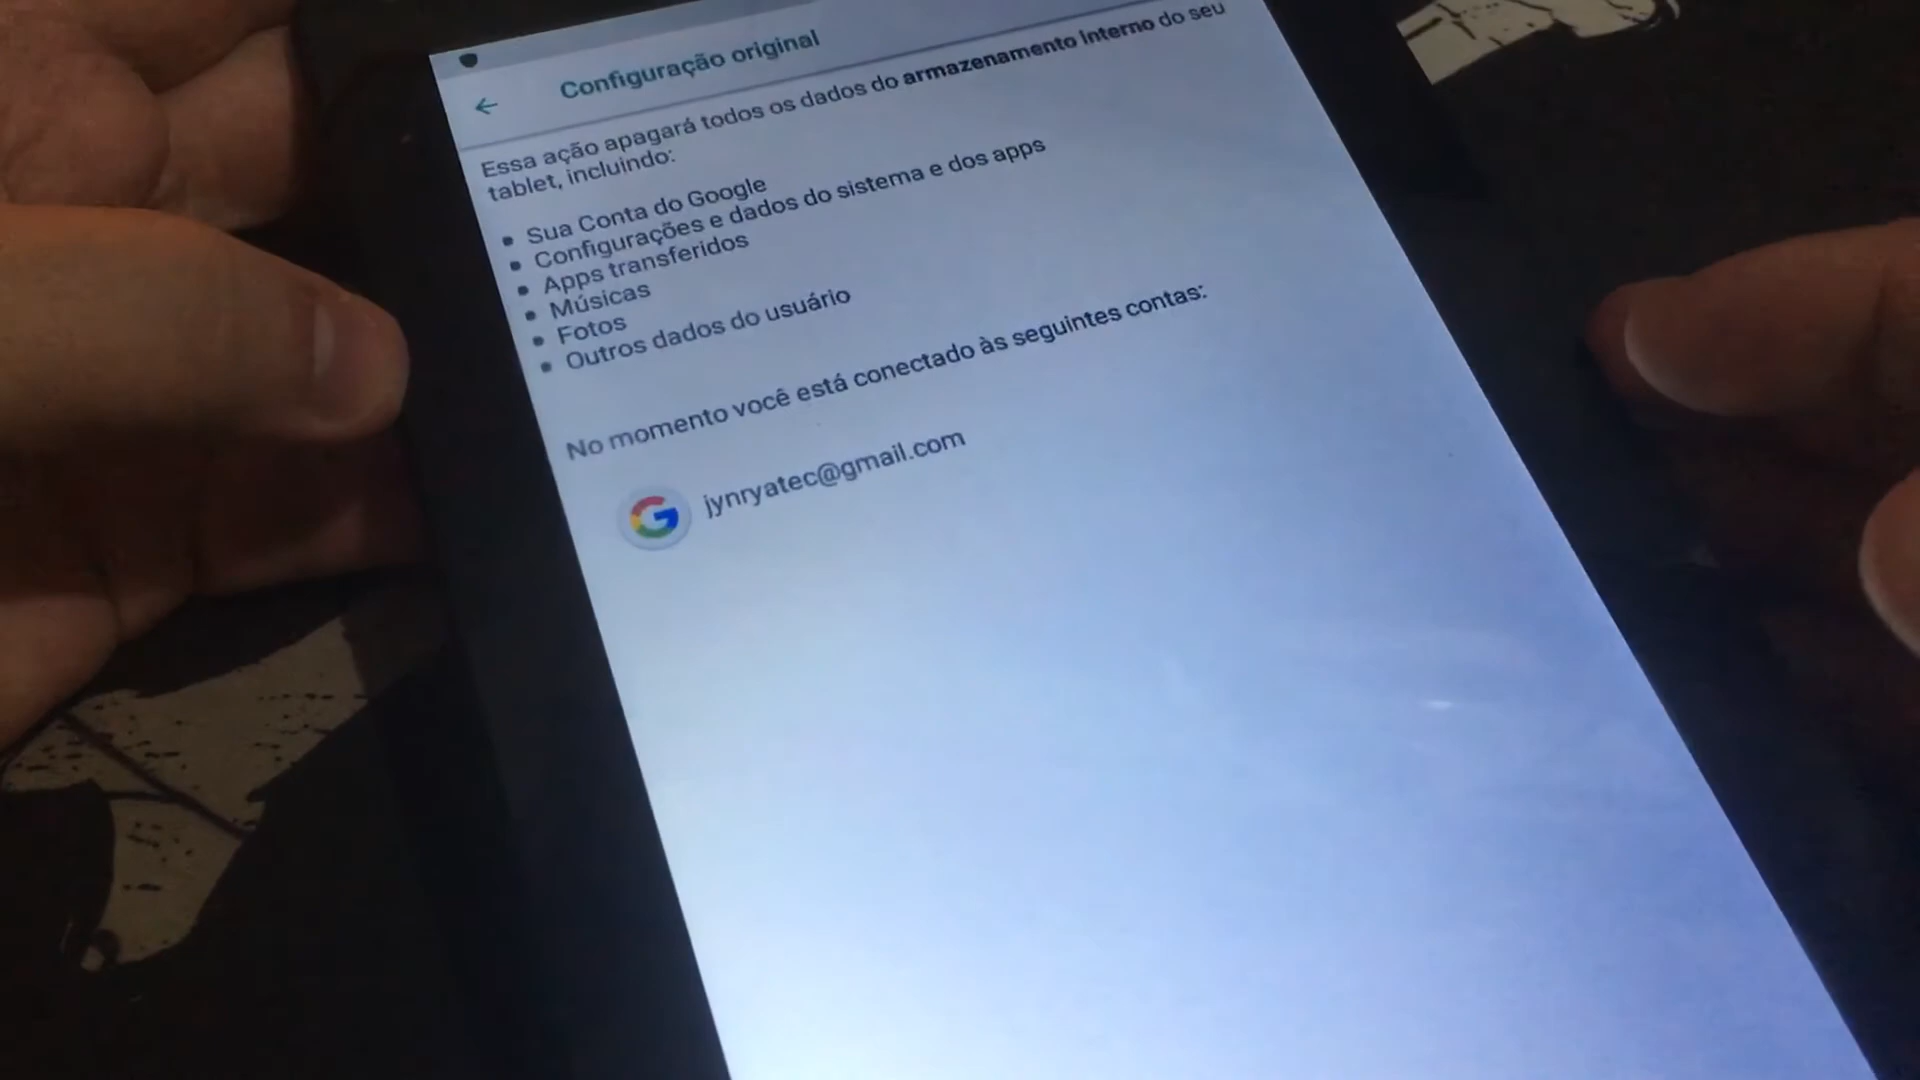 Configuração original
Essa ação apagará todos os dados do armazenamento interno do seu
tablet, incluindo:
Sua Conta do Google
Configurações e dados do sistema e dos apps
Apps transferidos
Músicas
Fotos
Outros dados do usuário
No momento você está conectado às seguintes contas:
jynryatec@gmail.com